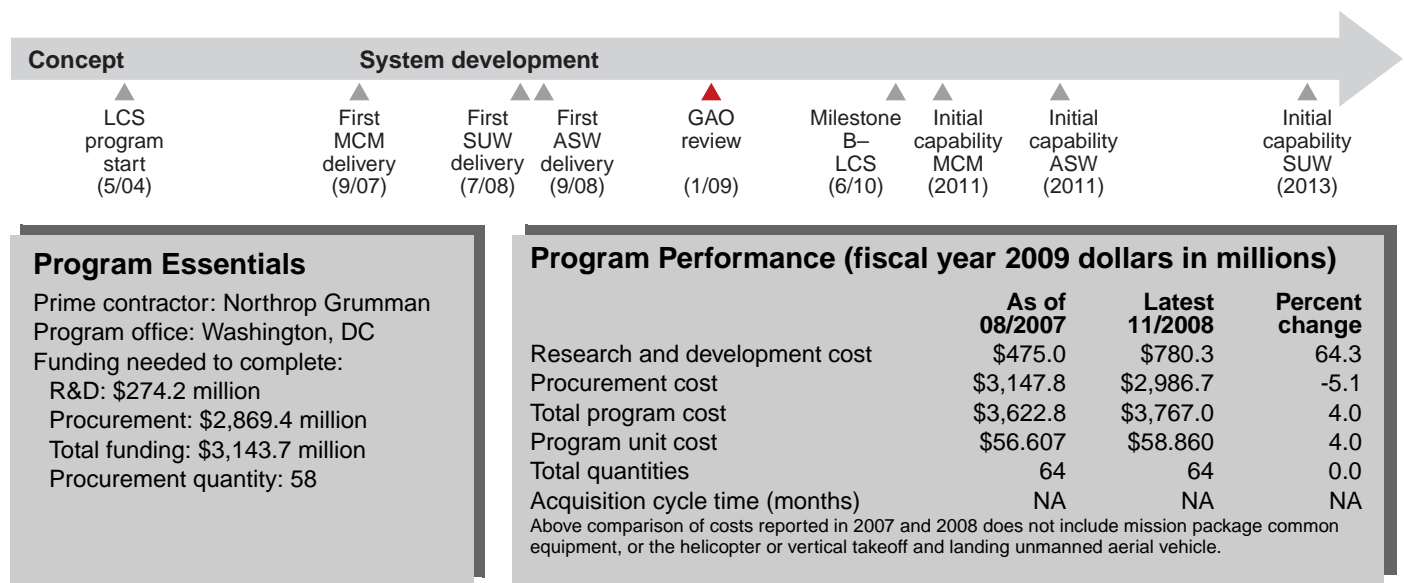 Concept System development
LCS
program
start
(5/04)
First
MCM
delivery
(9/07)
First
SUW
delivery
(7/08)
First
ASW
delivery
(9/08)
GAO
review
(1/09)
Milestone
B–
LCS
(6/10)
Initial
capability
MCM
(2011)
Initial
capability
ASW
(2011)
Initial
capability
SUW
(2013)
Program Essentials
Prime contractor: Northrop Grumman
Program office: Washington, DC
Funding needed to complete:
R&D: $274.2 million
Procurement: $2,869.4 million
Total funding: $3,143.7 million
Procurement quantity: 58
Program Performance (fiscal year 2009 dollars in millions)
As of Latest Percent
08/2007 11/2008 change
Research and development cost $475.0 $780.3 64.3
Procurement cost $3,147.8 $2,986.7 -5.1
Total program cost $3,622.8 $3,767.0 4.0
Program unit cost $56.607 $58.860 4.0
Total quantities 64 64 0.0
Acquisition cycle time (months) NA NA NA
Above comparison of costs reported in 2007 and 2008 does not include mission package common
equipment, or the helicopter or vertical takeoff and landing unmanned aerial vehicle.